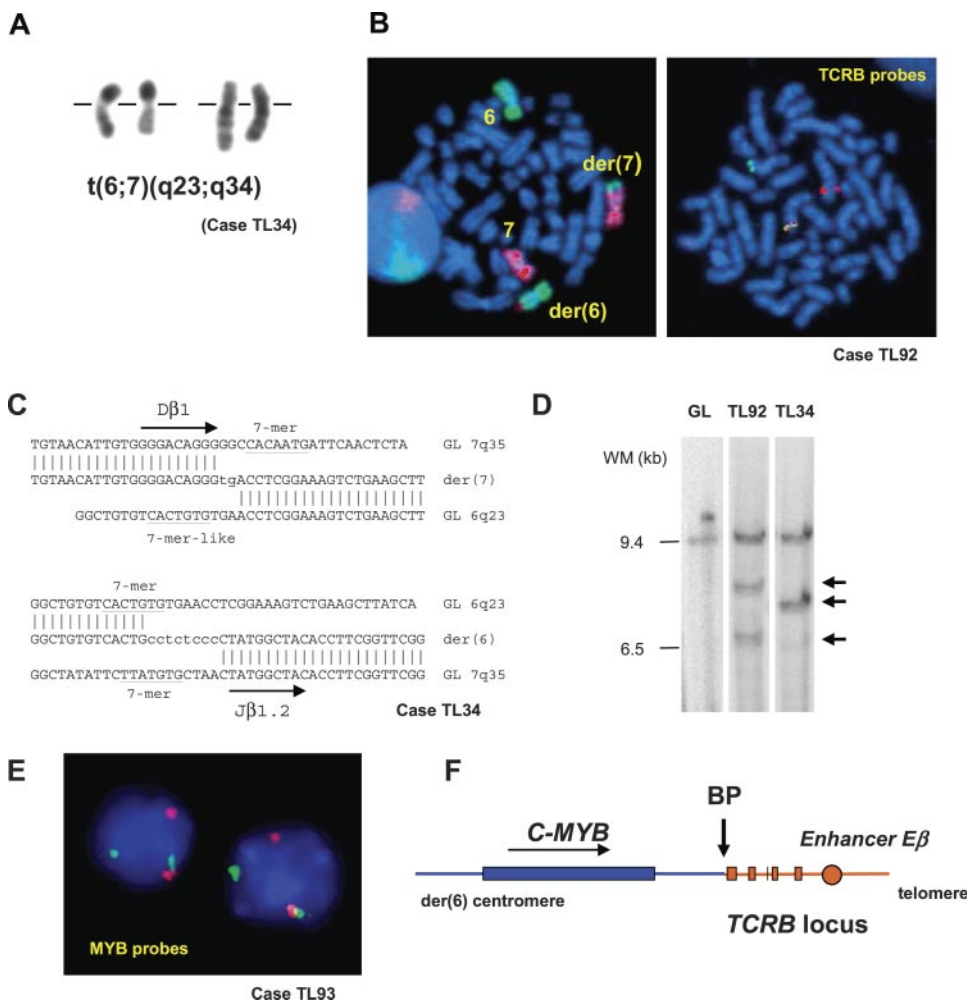 A
t(6;7)(q23;q34)
(Case TL34)
B
6
der(7)
7
der(6)
TCRB probes
Case TL92
C
Dβ1
7-mer
TGTAACATTGTGGGGACAGGGGGCCACAATGATTCAACTCTA GL 7q35
TGTAACATTGTGGGGACAGGGtgACCTCGGAAAGTCTGAAGCTT der(7)
GGCTGTGTCACTGTGTGAACCTCGGAAAGTCTGAAGCTT GL 6q23
7-mer-like
7-mer
GGCTGTGTCACTGTGTGAACCTCGGAAAGTCTGAAGCTTATCA GL 6q23
GGCTGTGTCACTGcctctcccCTATGGCTACACCTTCGGTTCGG der(6)
GGCTATATTCTTATGTGCTAACTATGGCTACACCTTCGGTTCGG GL 7q35
7-mer
Jβ1.2
Case TL34
D
GL TL92 TL34
WM (kb)
9.4
6.5
E
MYB probes
Case TL93
F
BP
C-MYB
Enhancer Eβ
der(6) centromere
telomere
TCRB locus